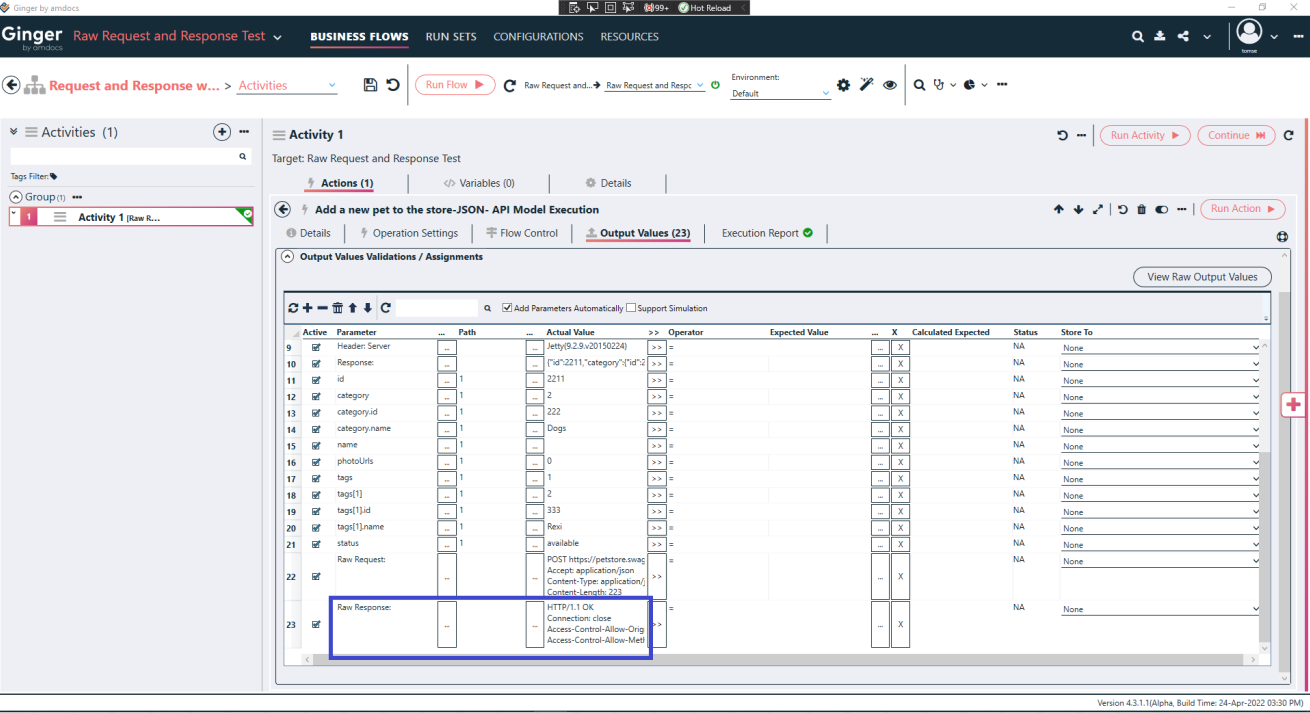 Ginger by amdocs
99+ Hot Reload
Ginger by amdocs Raw Request and Response Test BUSINESS FLOWS RUN SETS CONFIGURATIONS RESOURCES
tomse
Request and Response w... > Activities Run Flow Raw Request and... Raw Request and Respc Environment: Default
Activities (1)
Tags Filter:
Group (1)
1 Activity 1 [Raw R...
Activity 1
Run Activity Continue
Target: Raw Request and Response Test
Actions (1) </> Variables (0) Details
Add a new pet to the store-JSON- API Model Execution
Run Action
Details Operation Settings Flow Control Output Values (23) Execution Report
Output Values Validations / Assignments
View Raw Output Values
Add Parameters Automatically Support Simulation
Active Parameter ... Path ... Actual Value >> Operator Expected Value ... X Calculated Expected Status Store To
9 Header: Server ... ... Jetty(9.2.9.v20150224) >> = ... X NA None
10 Response: ... ... {"id":2211,"category":{"id":2 >> = ... X NA None
11 id ... 1 ... 2211 >> = ... X NA None
12 category ... 1 ... 2 >> = ... X NA None
13 category.id ... 1 ... 222 >> = ... X NA None
14 category.name ... 1 ... Dogs >> = ... X NA None
15 name ... 1 ... >> = ... X NA None
16 photoUrls ... 1 ... 0 >> = ... X NA None
17 tags ... 1 ... 1 >> = ... X NA None
18 tags[1] ... 1 ... 2 >> = ... X NA None
19 tags[1].id ... 1 ... 333 >> = ... X NA None
20 tags[1].name ... 1 ... Rexi >> = ... X NA None
21 status ... 1 ... available >> = ... X NA None
22 Raw Request: ... ... POST https://petstore.swag >> = ... X NA None
Accept: application/json
Content-Type: application/j
Content-Length: 223
23 Raw Response: ... ... HTTP/1.1 OK >> = ... X NA None
Connection: close
Access-Control-Allow-Orig
Access-Control-Allow-Met
Version 4.3.1.1(Alpha, Build Time: 24-Apr-2022 03:30 PM)